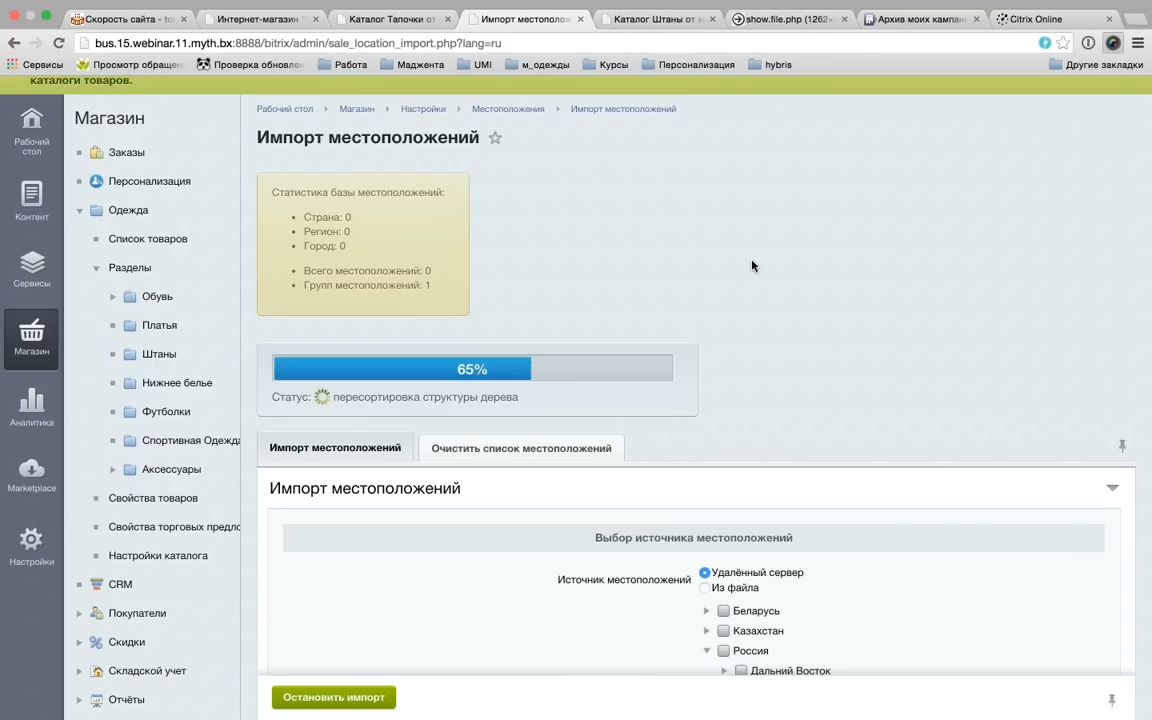 Скорость сайта - то
Интернет-магазин "
Каталог Тапочки от
Импорт местополож
Каталог Штаны от м
show.file.php (1262×
Архив моих кампан
Citrix Online
bus.15.webinar.11.myth.bx:8888/bitrix/admin/sale_location_import.php?lang=ru
Сервисы
Просмотр обращен
Проверка обновлен
Работа
Маджента
UMI
м_одежды
Курсы
Персонализация
hybris
Другие закладки
каталоги товаров.
Рабочий стол
Контент
Сервисы
Магазин
Аналитика
Marketplace
Настройки
Магазин
Заказы
Персонализация
Одежда
Список товаров
Разделы
Обувь
Платья
Штаны
Нижнее белье
Футболки
Спортивная Одежда
Аксессуары
Свойства товаров
Свойства торговых предло
Настройки каталога
CRM
Покупатели
Скидки
Складской учет
Отчёты
Рабочий стол Магазин Настройки Местоположения Импорт местоположений
Импорт местоположений
Статистика базы местоположений:
Страна: 0
Регион: 0
Город: 0
Всего местоположений: 0
Групп местоположений: 1
65%
Статус: пересортировка структуры дерева
Импорт местоположений
Очистить список местоположений
Импорт местоположений
Выбор источника местоположений
Источник местоположений
Удалённый сервер
Из файла
Беларусь
Казахстан
Россия
Дальний Восток
Остановить импорт